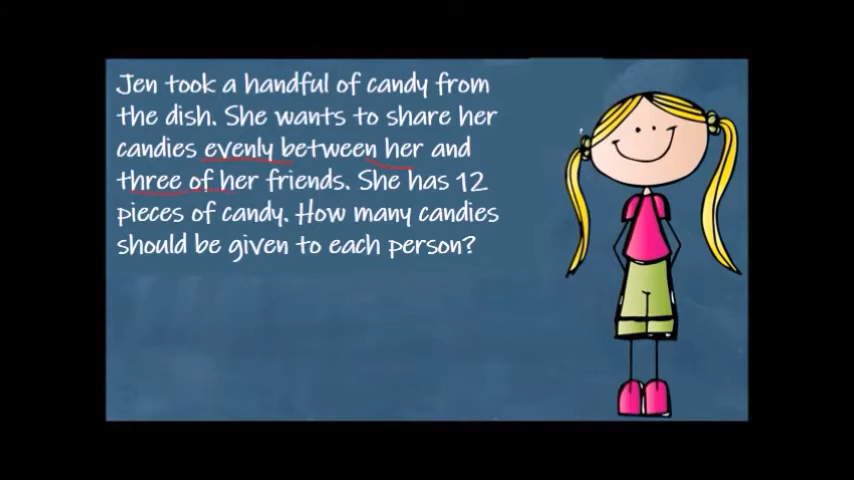 Jen took a handful of candy from
the dish. She wants to share her
candies evenly between her and
three of her friends. She has 12
pieces of candy. How many candies
should be given to each person?